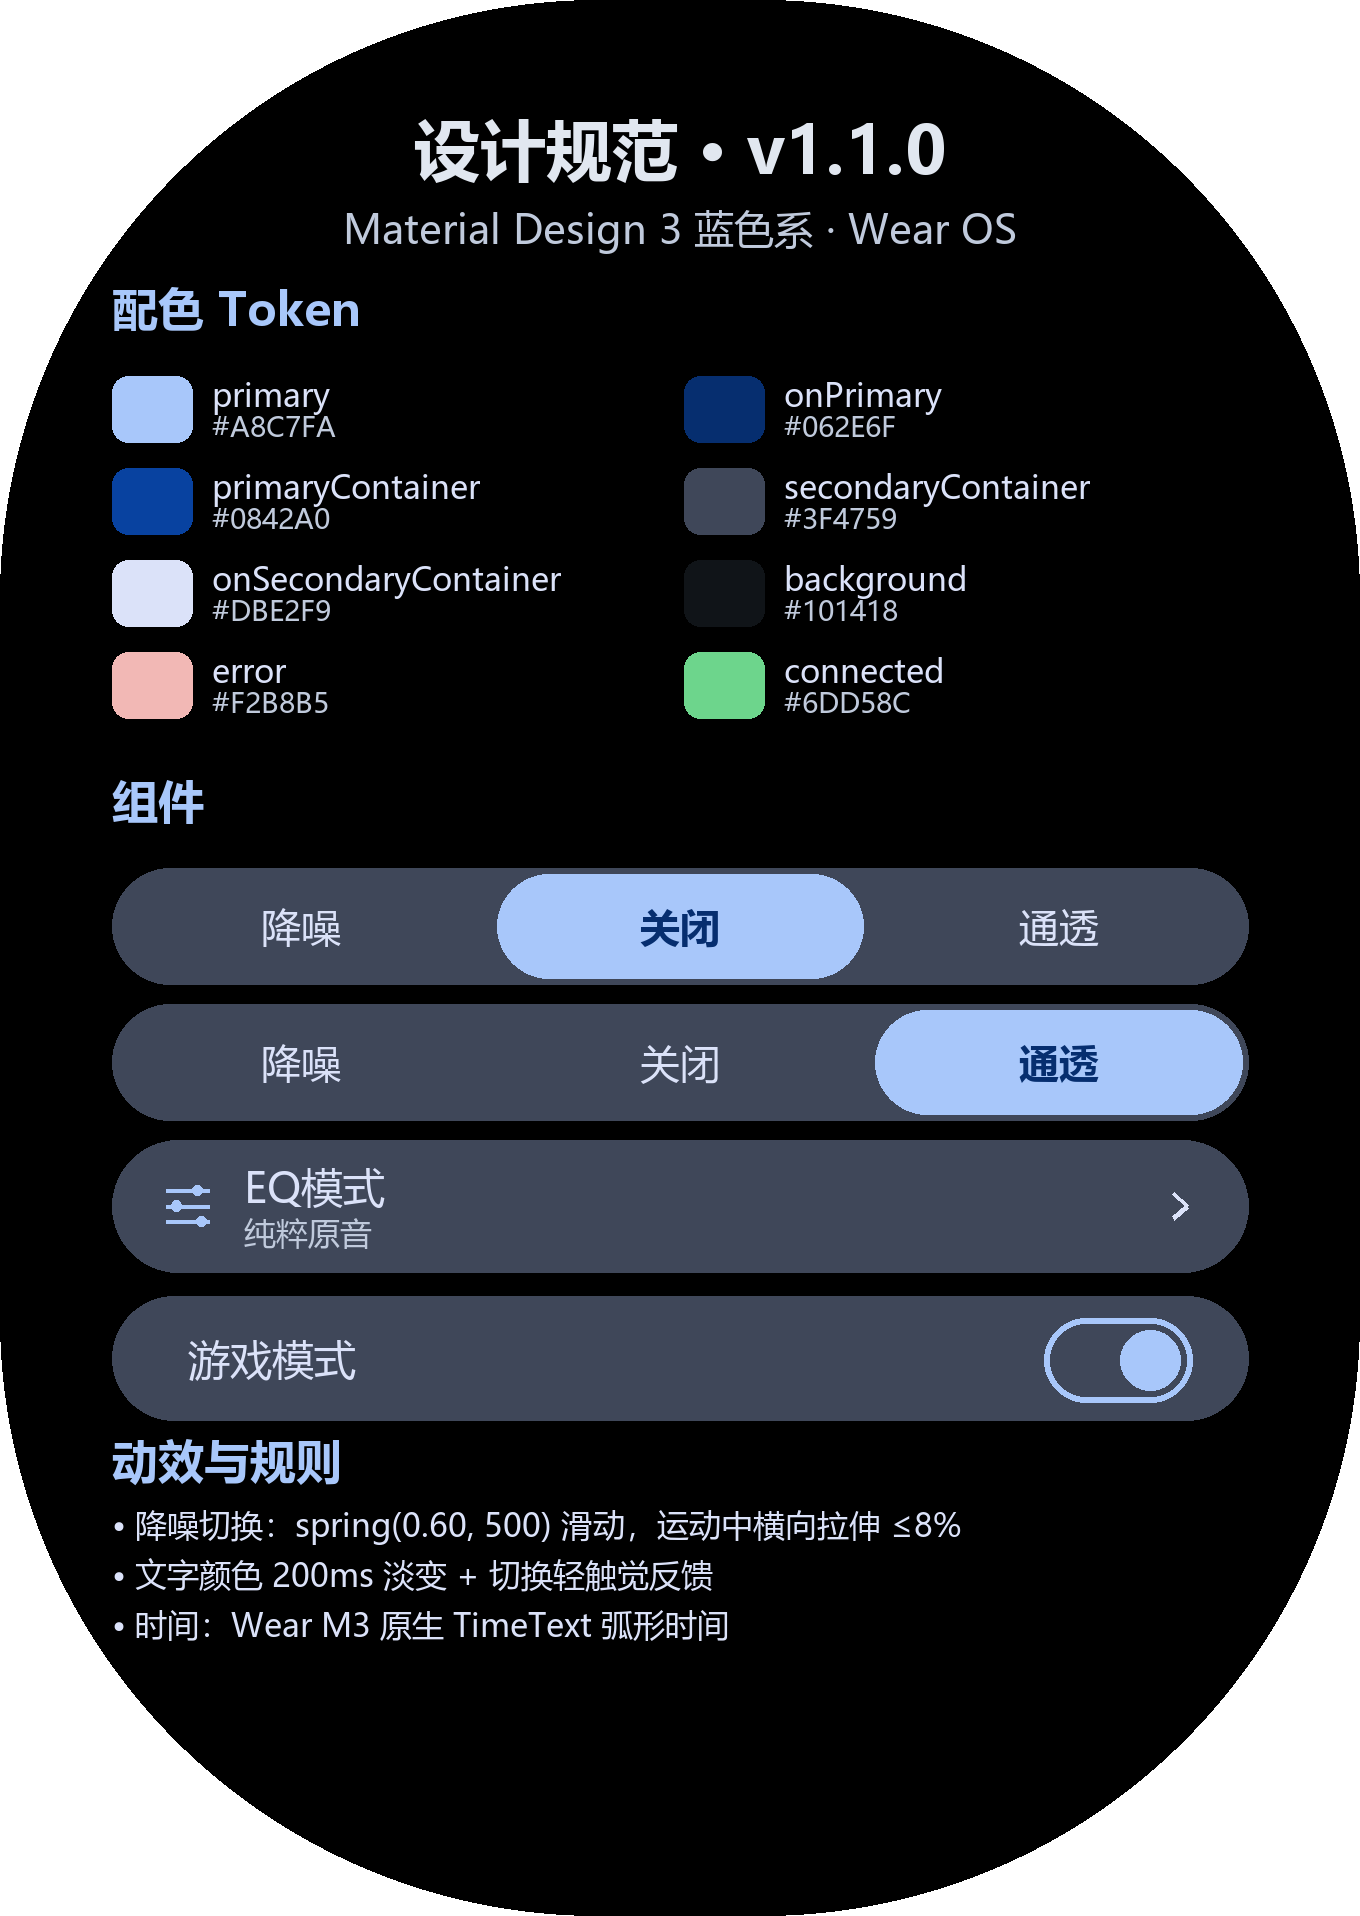 设计规范 • v1.1.0
Material Design 3 蓝色系 · Wear OS
配色 Token
primary
#A8C7FA
onPrimary
#062E6F
primaryContainer
#0842A0
secondaryContainer
#3F4759
onSecondaryContainer
#DBE2F9
background
#101418
error
#F2B8B5
connected
#6DD58C
组件
降噪 关闭 通透
降噪 关闭 通透
EQ模式
纯粹原音
游戏模式
动效与规则
• 降噪切换：spring(0.60, 500) 滑动，运动中横向拉伸 ≤8%
• 文字颜色 200ms 淡变 + 切换轻触觉反馈
• 时间：Wear M3 原生 TimeText 弧形时间